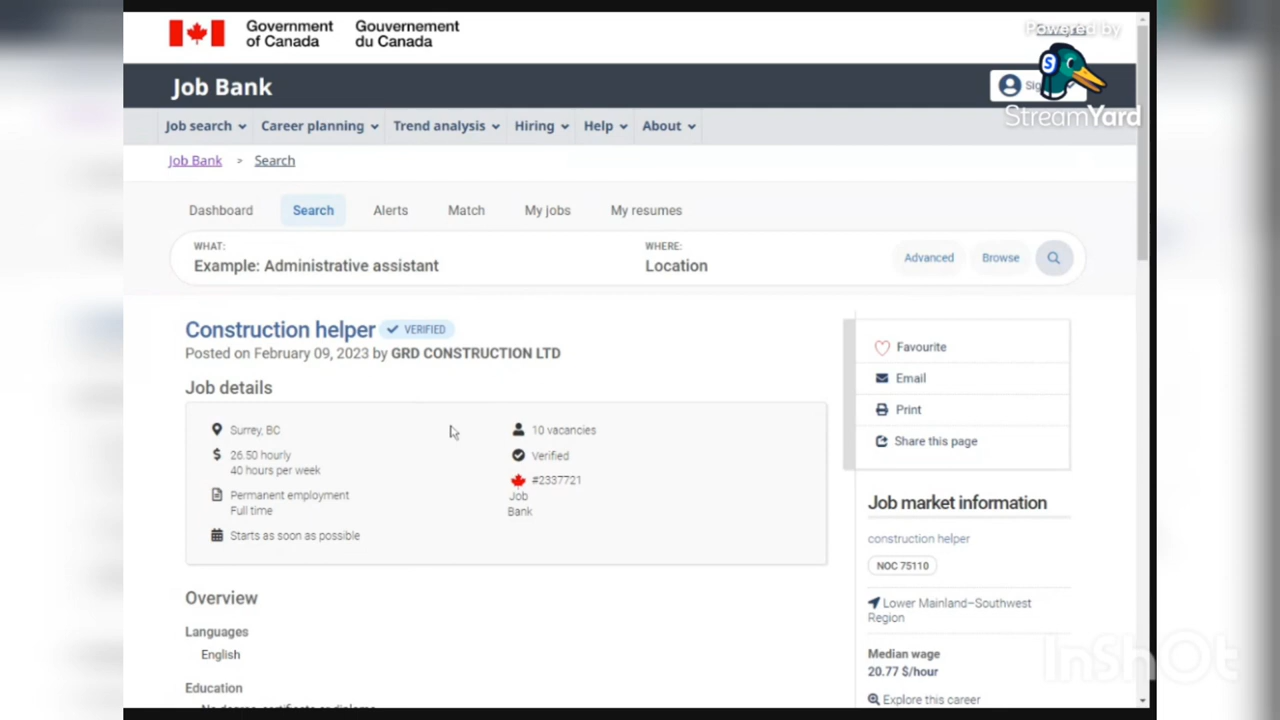 Government of Canada
Gouvernement du Canada
Powered by
StreamYard
Job Bank
Job search
Career planning
Trend analysis
Hiring
Help
About
Job Bank > Search
Dashboard
Search
Alerts
Match
My jobs
My resumes
WHAT:
Example: Administrative assistant
WHERE:
Location
Advanced
Browse
Construction helper
VERIFIED
Posted on February 09, 2023 by GRD CONSTRUCTION LTD
Job details
Surrey, BC
26.50 hourly
40 hours per week
Permanent employment
Full time
Starts as soon as possible
10 vacancies
Verified
#2337721
Job
Bank
Overview
Languages
English
Education
Favourite
Email
Print
Share this page
Job market information
construction helper
NOC 75110
Lower Mainland–Southwest
Region
Median wage
20.77 $/hour
Explore this career
InShOt